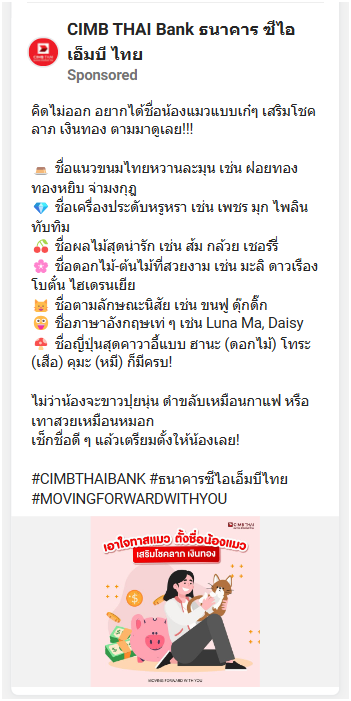 CIMB THAI Bank ธนาคาร ซีไอ
เอ็มบี ไทย
Sponsored
คิดไม่ออก อยากได้ชื่อน้องแมวแบบเก๋ๆ เสริมโชค
ลาภ เงินทอง ตามมาดูเลย!!!
🍮 ชื่อแนวขนมไทยหวานละมุน เช่น ฝอยทอง
ทองหยิบ จ่ามงกุฎ
💎 ชื่อเครื่องประดับหรูหรา เช่น เพชร มุก ไพลิน
ทับทิม
🍒 ชื่อผลไม้สุดน่ารัก เช่น ส้ม กล้วย เชอร์รี่
🌸 ชื่อดอกไม้-ต้นไม้ที่สวยงาม เช่น มะลิ ดาวเรือง
โบตั๋น ไฮเดรนเยีย
😺 ชื่อตามลักษณะนิสัย เช่น ขนฟู ตุ๊กติ๊ก
😜 ชื่อภาษาอังกฤษเท่ ๆ เช่น Luna Ma, Daisy
🍄 ชื่อญี่ปุ่นสุดคาวาอี้แบบ ฮานะ (ดอกไม้) โทระ
(เสือ) คุมะ (หมี) ก็มีครบ!
ไม่ว่าน้องจะขาวปุยนุ่น ดำขลับเหมือนกาแฟ หรือ
เทาสวยเหมือนหมอก
เช็กชื่อดี ๆ แล้วเตรียมตั้งให้น้องเลย!
#CIMBTHAIBANK #ธนาคารซีไอเอ็มบีไทย
#MOVINGFORWARDWITHYOU
CIMB THAI
เอาใจทาสแมว ตั้งชื่อน้องแมว
เสริมโชคลาภ เงินทอง
MOVING FORWARD WITH YOU